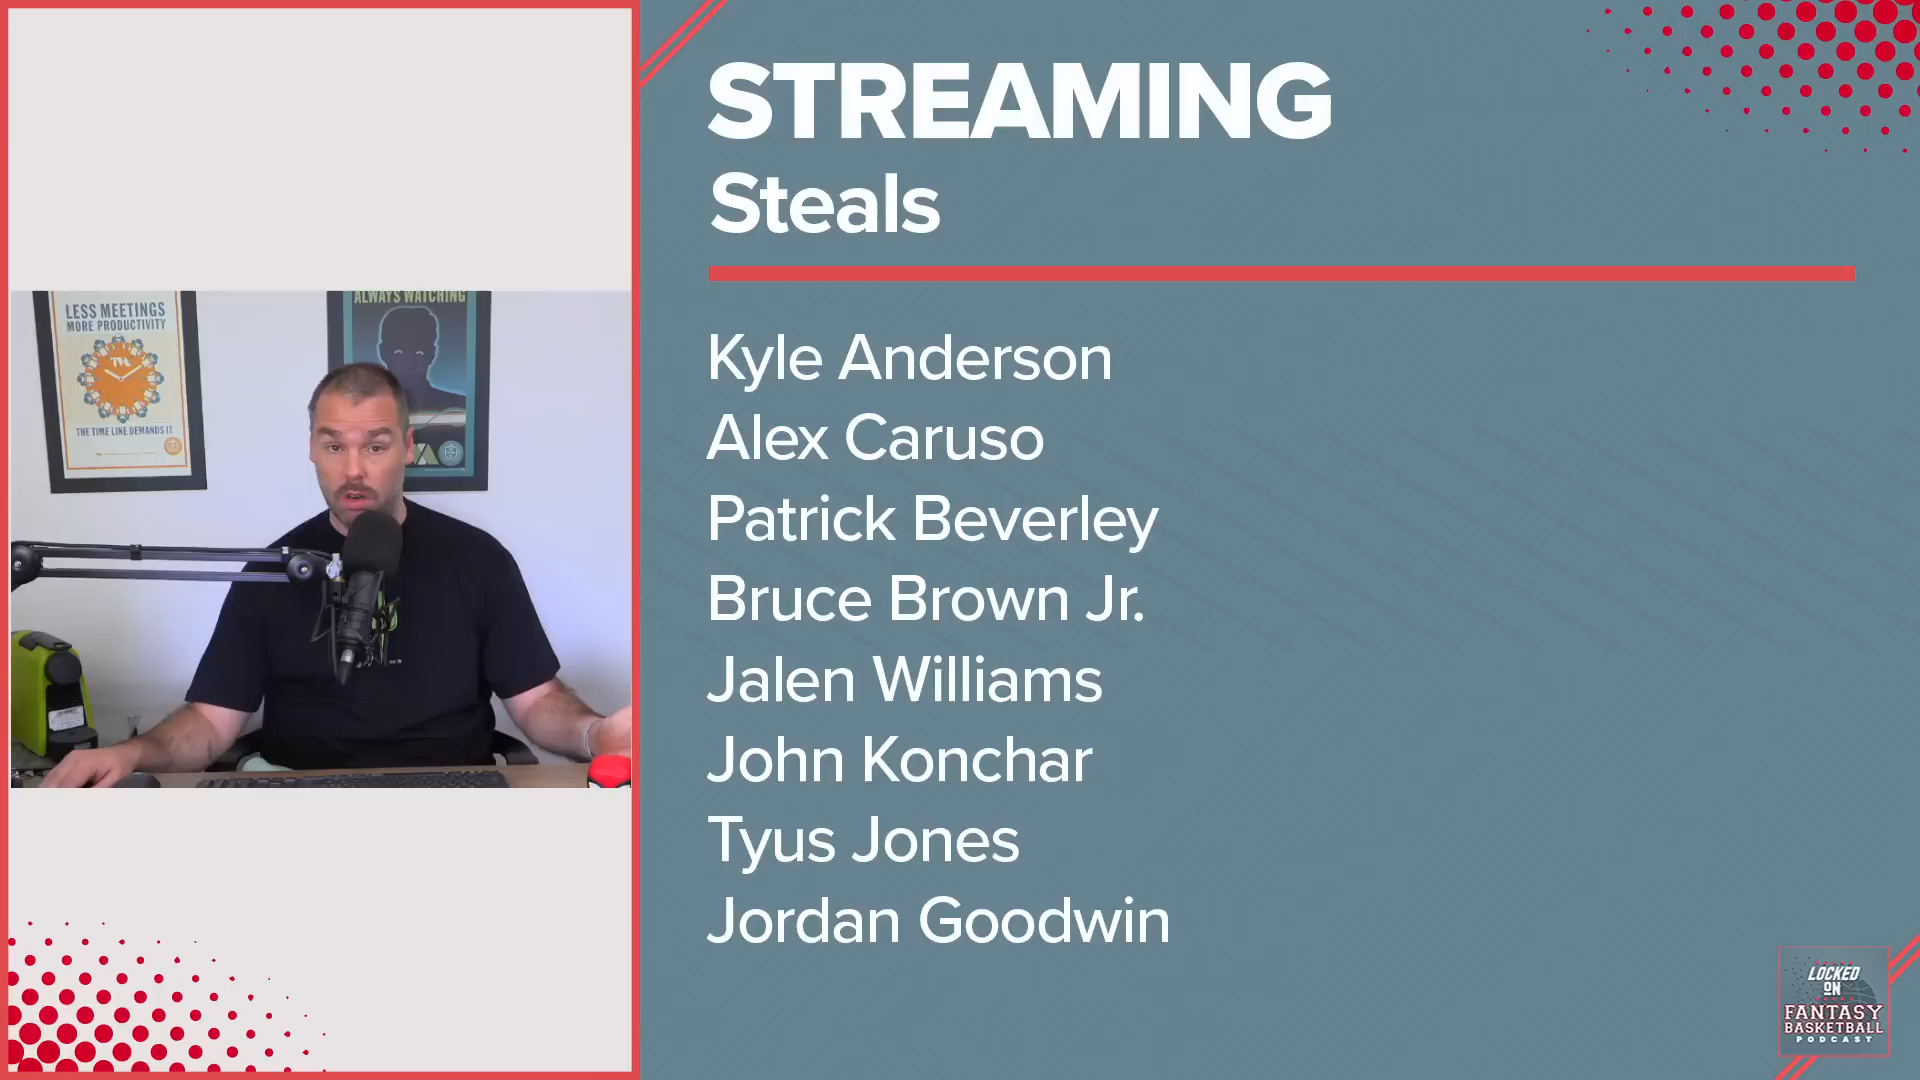 STREAMING
Steals
Kyle Anderson
Alex Caruso
Patrick Beverley
Bruce Brown Jr.
Jalen Williams
John Konchar
Tyus Jones
Jordan Goodwin
LESS MEETINGS
MORE PRODUCTIVITY
THE TIME LINE DEMANDS IT
ALWAYS WATCHING
LOCKED
ON
FANTASY
BASKETBALL
PODCAST